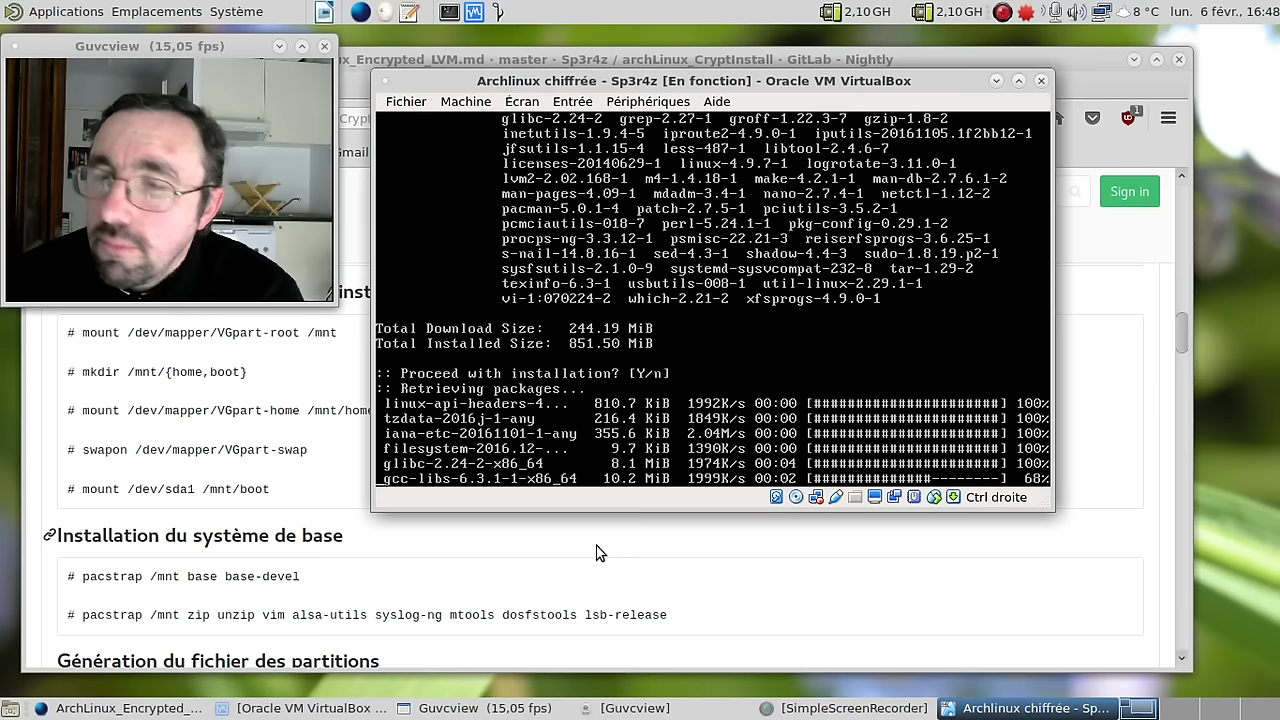 Applications Emplacements Système
2,10 GH 2,10 GH 8 °C lun. 6 févr., 16:48
Guvcview (15,05 fps)
x_Encrypted_LVM.md · master · Sp3r4z / archLinux_CryptInstall · GitLab - Nightly
Archlinux chiffrée - Sp3r4z [En fonction] - Oracle VM VirtualBox
Fichier Machine Écran Entrée Périphériques Aide
Crypt
Gmail
1
Sign in
glibc-2.24-2 grep-2.27-1 groff-1.22.3-7 gzip-1.8-2
inetutils-1.9.4-5 iproute2-4.9.0-1 iputils-20161105.1f2bb12-1
jfsutils-1.1.15-4 less-487-1 libtool-2.4.6-7
licenses-20140629-1 linux-4.9.7-1 logrotate-3.11.0-1
lvm2-2.02.168-1 m4-1.4.18-1 make-4.2.1-1 man-db-2.7.6.1-2
man-pages-4.09-1 mdadm-3.4-1 nano-2.7.4-1 netctl-1.12-2
pacman-5.0.1-4 patch-2.7.5-1 pciutils-3.5.2-1
pcmciautils-018-7 perl-5.24.1-1 pkg-config-0.29.1-2
procps-ng-3.3.12-1 psmisc-22.21-3 reiserfsprogs-3.6.25-1
s-nail-14.8.16-1 sed-4.3-1 shadow-4.4-3 sudo-1.8.19.p2-1
sysfsutils-2.1.0-9 systemd-sysvcompat-232-8 tar-1.29-2
texinfo-6.3-1 usbutils-008-1 util-linux-2.29.1-1
vi-1:070224-2 which-2.21-2 xfsprogs-4.9.0-1
Total Download Size: 244.19 MiB
Total Installed Size: 851.50 MiB
:: Proceed with installation? [Y/n]
:: Retrieving packages...
linux-api-headers-4... 810.7 KiB 1992K/s 00:00 [######################] 100%
tzdata-2016j-1-any 216.4 KiB 1849K/s 00:00 [######################] 100%
iana-etc-20161101-1-any 355.6 KiB 2.04M/s 00:00 [######################] 100%
filesystem-2016.12-... 9.7 KiB 1390K/s 00:00 [######################] 100%
glibc-2.24-2-x86_64 8.1 MiB 1974K/s 00:04 [######################] 100%
_gcc-libs-6.3.1-1-x86_64 10.2 MiB 1999K/s 00:02 [##############--------] 68%
Ctrl droite
inst
# mount /dev/mapper/VGpart-root /mnt
# mkdir /mnt/{home,boot}
# mount /dev/mapper/VGpart-home /mnt/home
# swapon /dev/mapper/VGpart-swap
# mount /dev/sda1 /mnt/boot
Installation du système de base
# pacstrap /mnt base base-devel
# pacstrap /mnt zip unzip vim alsa-utils syslog-ng mtools dosfstools lsb-release
Génération du fichier des partitions
ArchLinux_Encrypted_... [Oracle VM VirtualBox ... Guvcview (15,05 fps) [Guvcview] [SimpleScreenRecorder] Archlinux chiffrée - Sp...